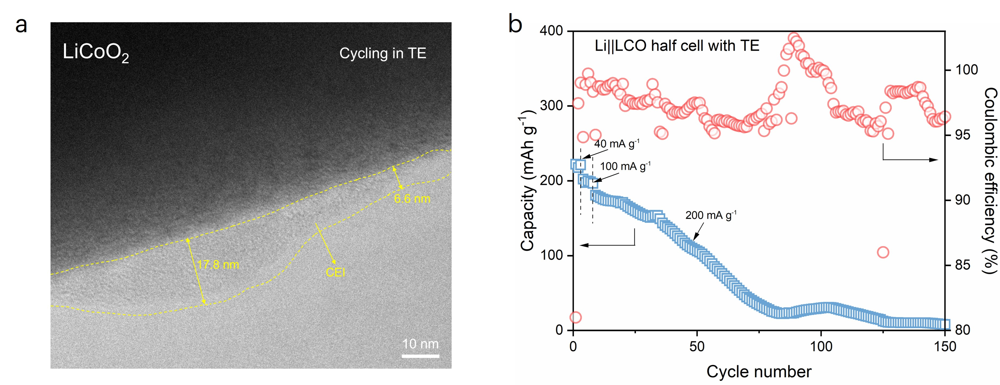 a
LiCoO₂
Cycling in TE
6.6 nm
17.8 nm
CEI
10 nm
b
Li||LCO half cell with TE
400
300
200
100
0
Capacity (mAh g⁻¹)
40 mA g⁻¹
100 mA g⁻¹
200 mA g⁻¹
100
95
90
85
80
Coulombic efficiency (%)
0
50
100
150
Cycle number